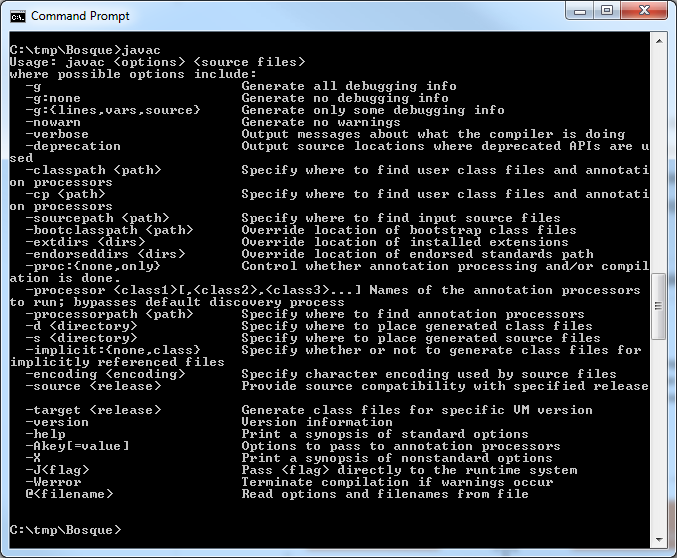 Command Prompt
C:\tmp\Bosque>javac
Usage: javac <options> <source files>
where possible options include:
  -g                         Generate all debugging info
  -g:none                    Generate no debugging info
  -g:{lines,vars,source}     Generate only some debugging info
  -nowarn                    Generate no warnings
  -verbose                   Output messages about what the compiler is doing
  -deprecation               Output source locations where deprecated APIs are u
sed
  -classpath <path>          Specify where to find user class files and annotati
on processors
  -cp <path>                 Specify where to find user class files and annotati
on processors
  -sourcepath <path>         Specify where to find input source files
  -bootclasspath <path>      Override location of bootstrap class files
  -extdirs <dirs>            Override location of installed extensions
  -endorseddirs <dirs>       Override location of endorsed standards path
  -proc:{none,only}          Control whether annotation processing and/or compil
ation is done.
  -processor <class1>[,<class2>,<class3>...] Names of the annotation processors
to run; bypasses default discovery process
  -processorpath <path>      Specify where to find annotation processors
  -d <directory>             Specify where to place generated class files
  -s <directory>             Specify where to place generated source files
  -implicit:{none,class}     Specify whether or not to generate class files for
implicitly referenced files
  -encoding <encoding>       Specify character encoding used by source files
  -source <release>          Provide source compatibility with specified release
  -target <release>          Generate class files for specific VM version
  -version                   Version information
  -help                      Print a synopsis of standard options
  -Akey[=value]              Options to pass to annotation processors
  -X                         Print a synopsis of nonstandard options
  -J<flag>                   Pass <flag> directly to the runtime system
  -Werror                    Terminate compilation if warnings occur
  @<filename>                Read options and filenames from file
C:\tmp\Bosque>